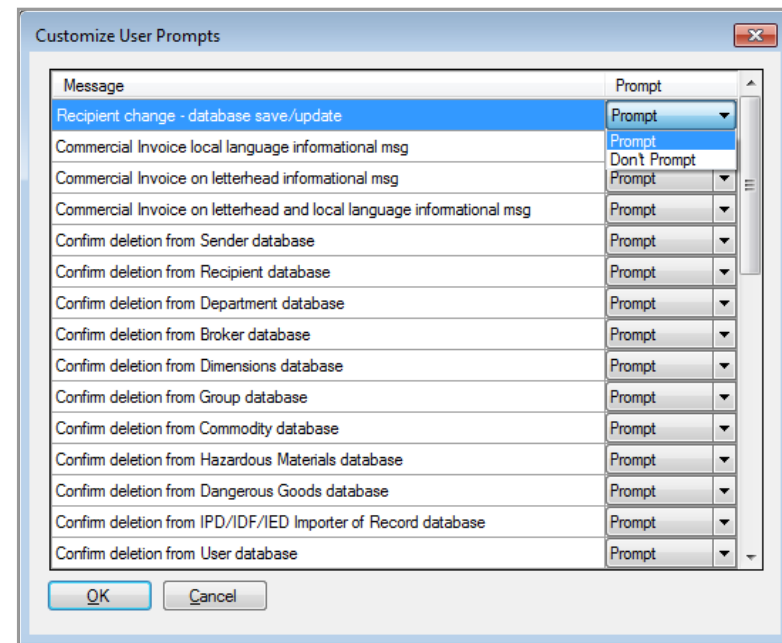 Customize User Prompts
Message Prompt
Recipient change - database save/update Prompt
Prompt
Commercial Invoice local language informational msg
Don't Prompt
Commercial Invoice on letterhead informational msg Prompt
Commercial Invoice on letterhead and local language informational msg Prompt
Confirm deletion from Sender database Prompt
Confirm deletion from Recipient database Prompt
Confirm deletion from Department database Prompt
Confirm deletion from Broker database Prompt
Confirm deletion from Dimensions database Prompt
Confirm deletion from Group database Prompt
Confirm deletion from Commodity database Prompt
Confirm deletion from Hazardous Materials database Prompt
Confirm deletion from Dangerous Goods database Prompt
Confirm deletion from IPD/IDF/IED Importer of Record database Prompt
Confirm deletion from User database Prompt
OK Cancel